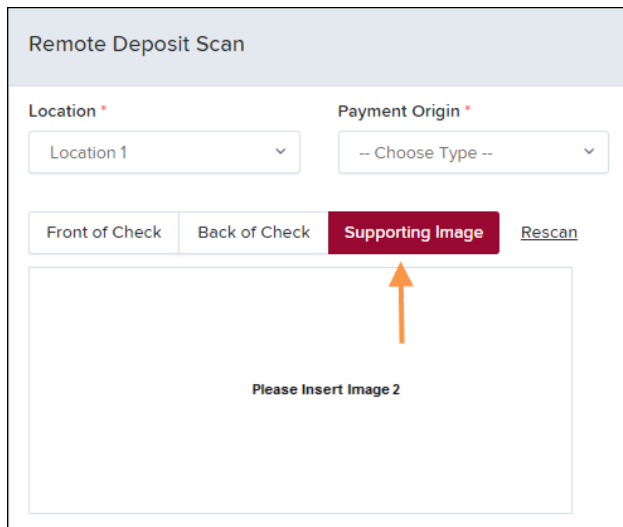 Remote Deposit Scan
Location * Payment Origin *
Location 1 -- Choose Type --
Front of Check Back of Check Supporting Image Rescan
Please Insert Image 2